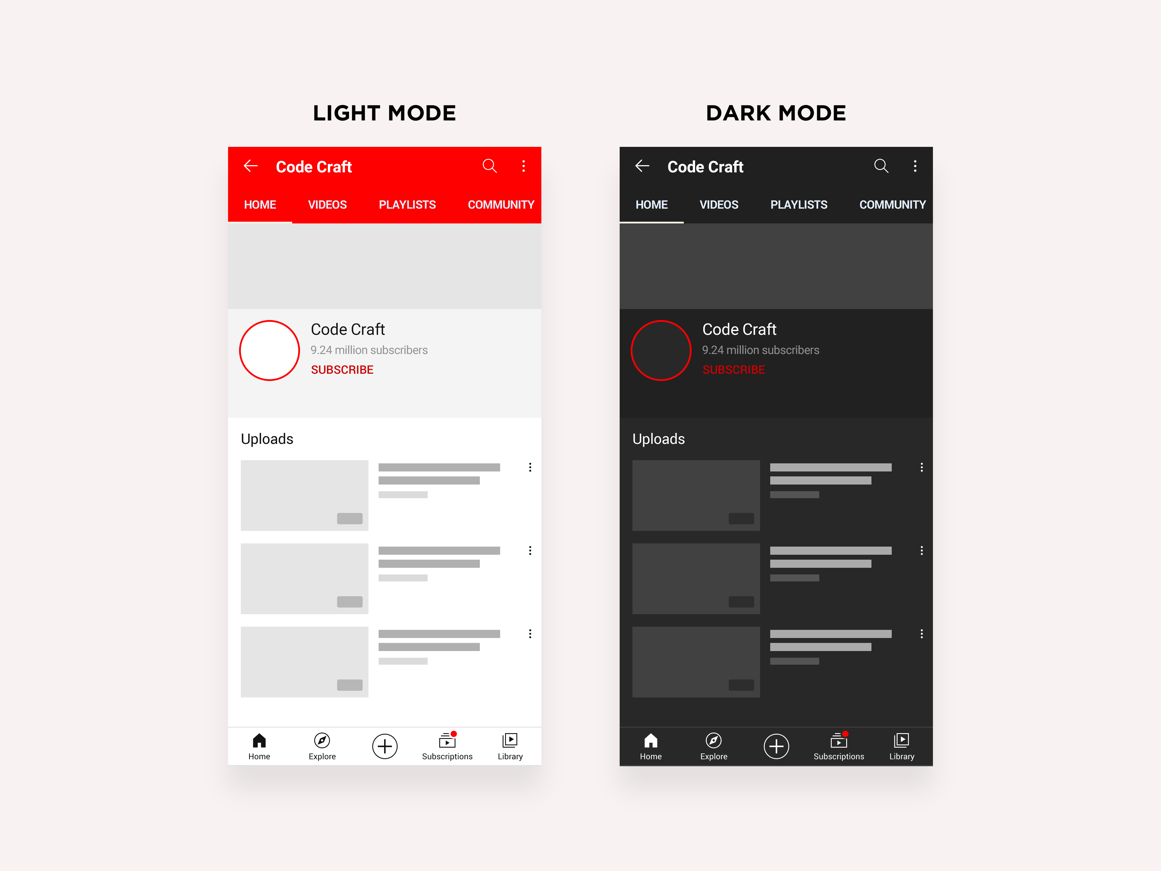 LIGHT MODE
Code Craft
HOME VIDEOS PLAYLISTS COMMUNITY
Code Craft
9.24 million subscribers
SUBSCRIBE
Uploads
Home Explore Subscriptions Library
DARK MODE
Code Craft
HOME VIDEOS PLAYLISTS COMMUNITY
Code Craft
9.24 million subscribers
SUBSCRIBE
Uploads
Home Explore Subscriptions Library